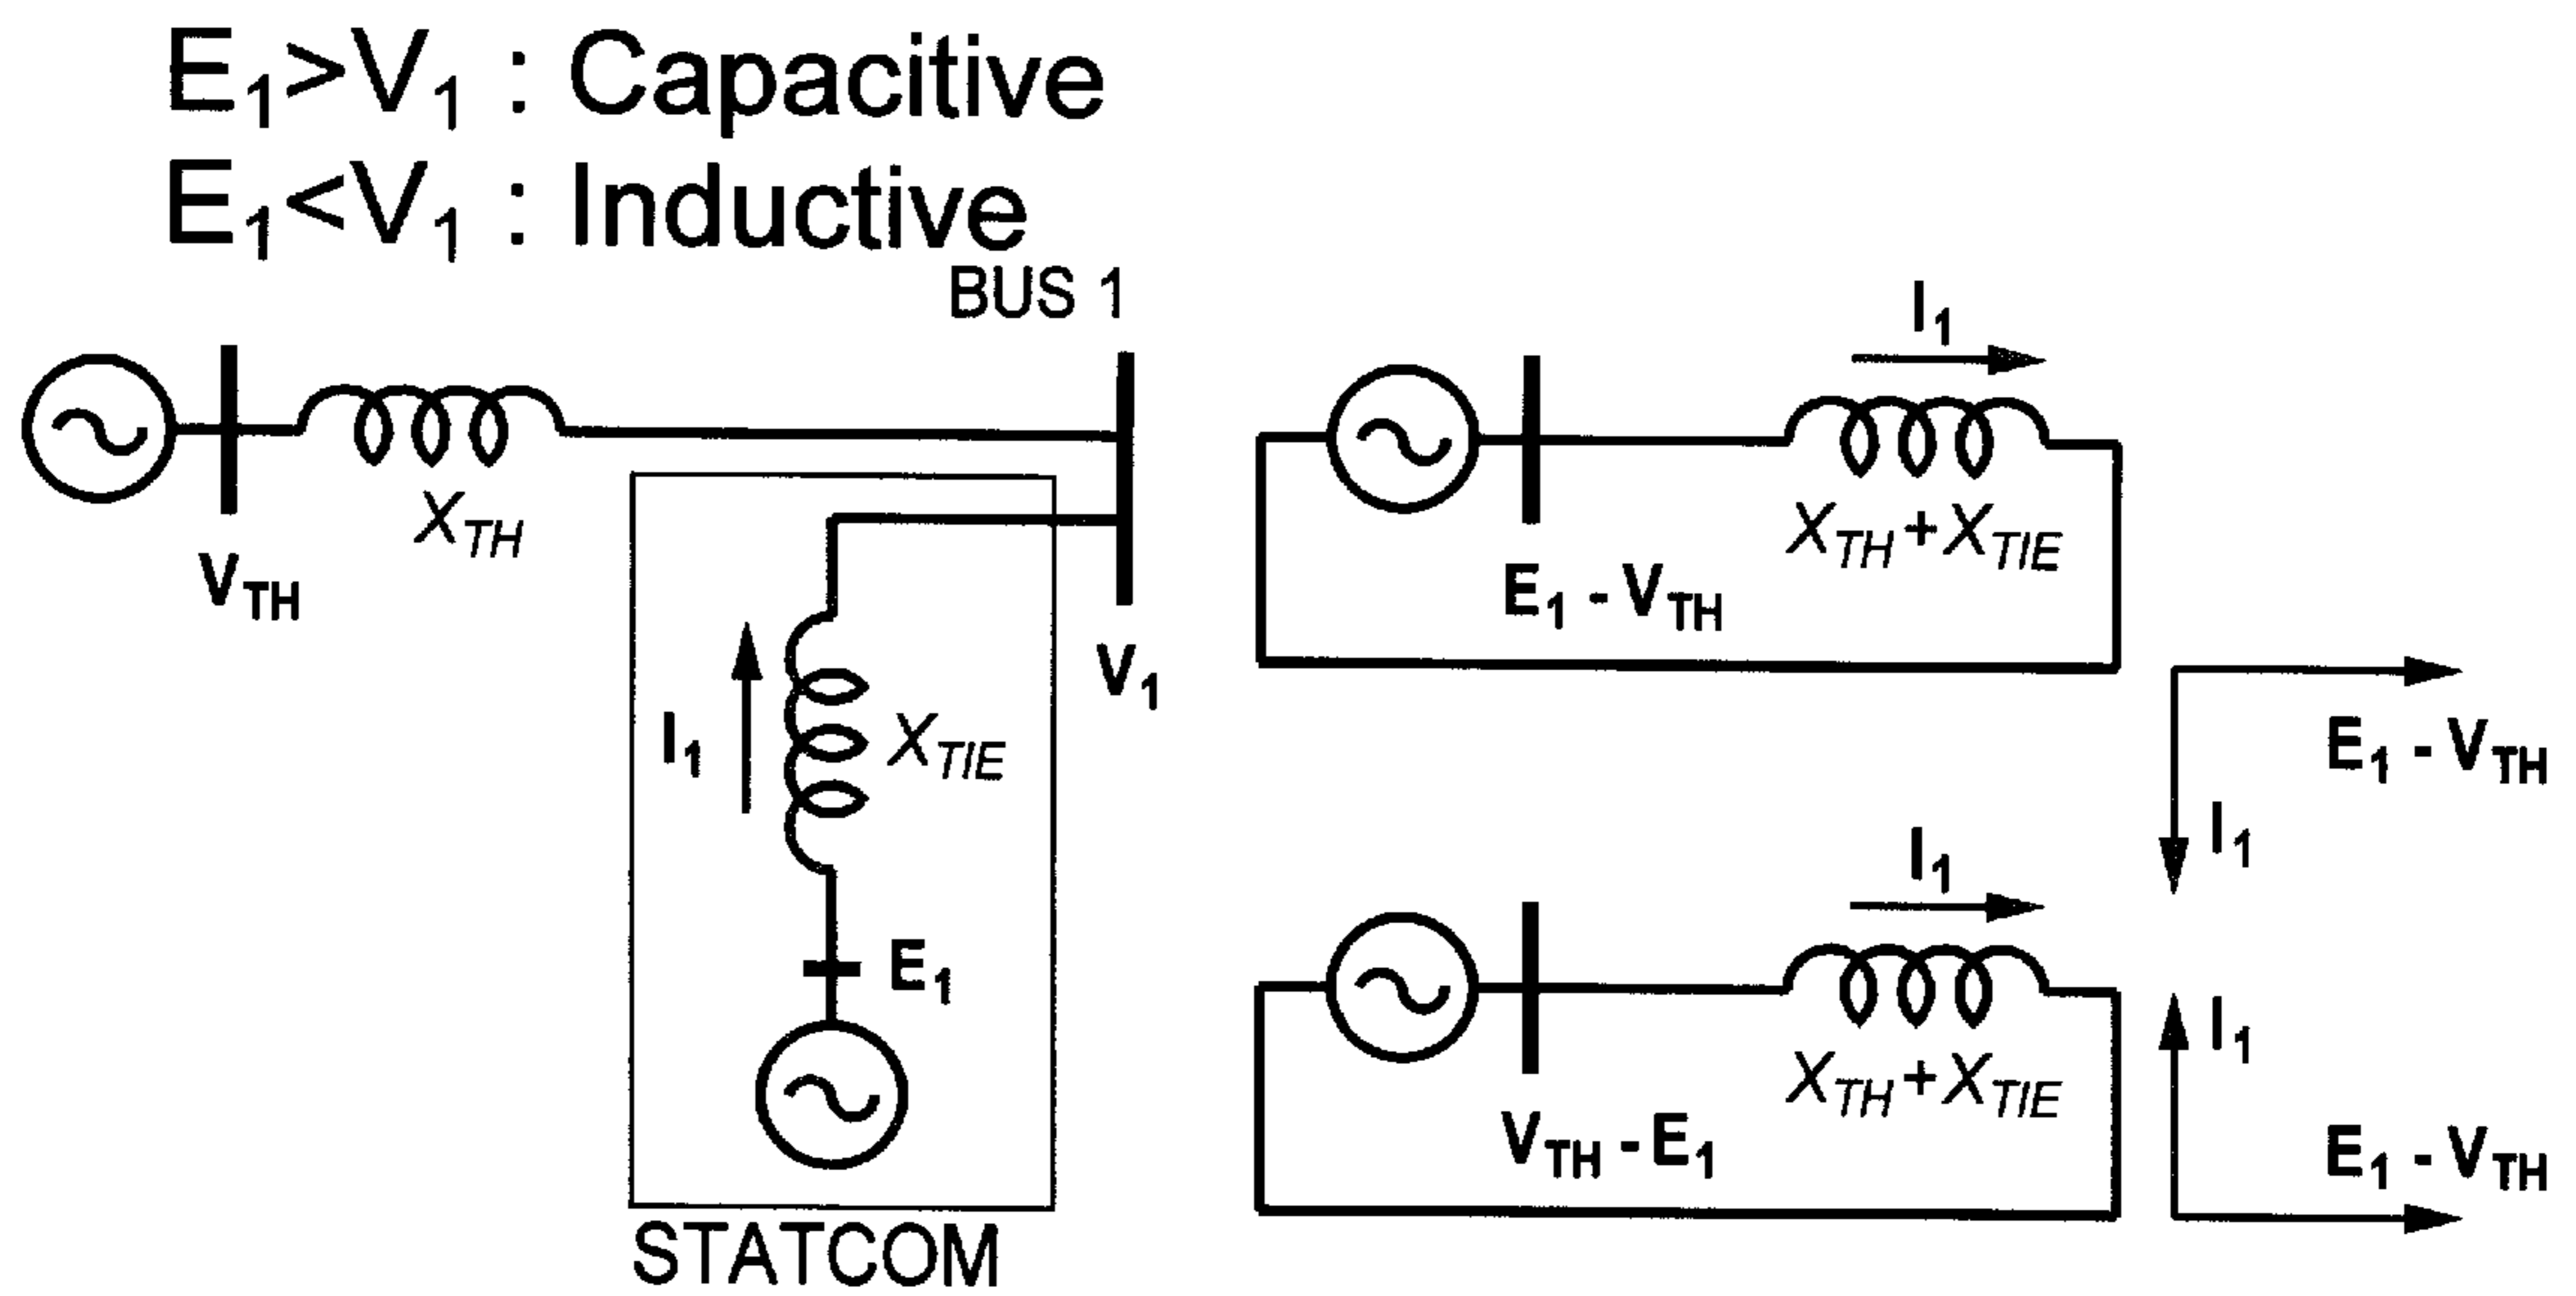 E1>V1 : Capacitive
E1<V1 : Inductive
BUS 1
XTH
VTH
V1
I1
XTIE
E1
STATCOM
I1
XTH+XTIE
E1 - VTH
E1 - VTH
I1
I1
XTH+XTIE
VTH - E1
I1
E1 - VTH